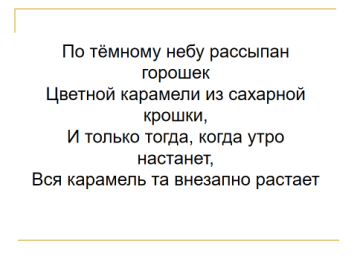 По тёмному небу рассыпан
горошек
Цветной карамели из сахарной
крошки,
И только тогда, когда утро
настанет,
Вся карамель та внезапно растает